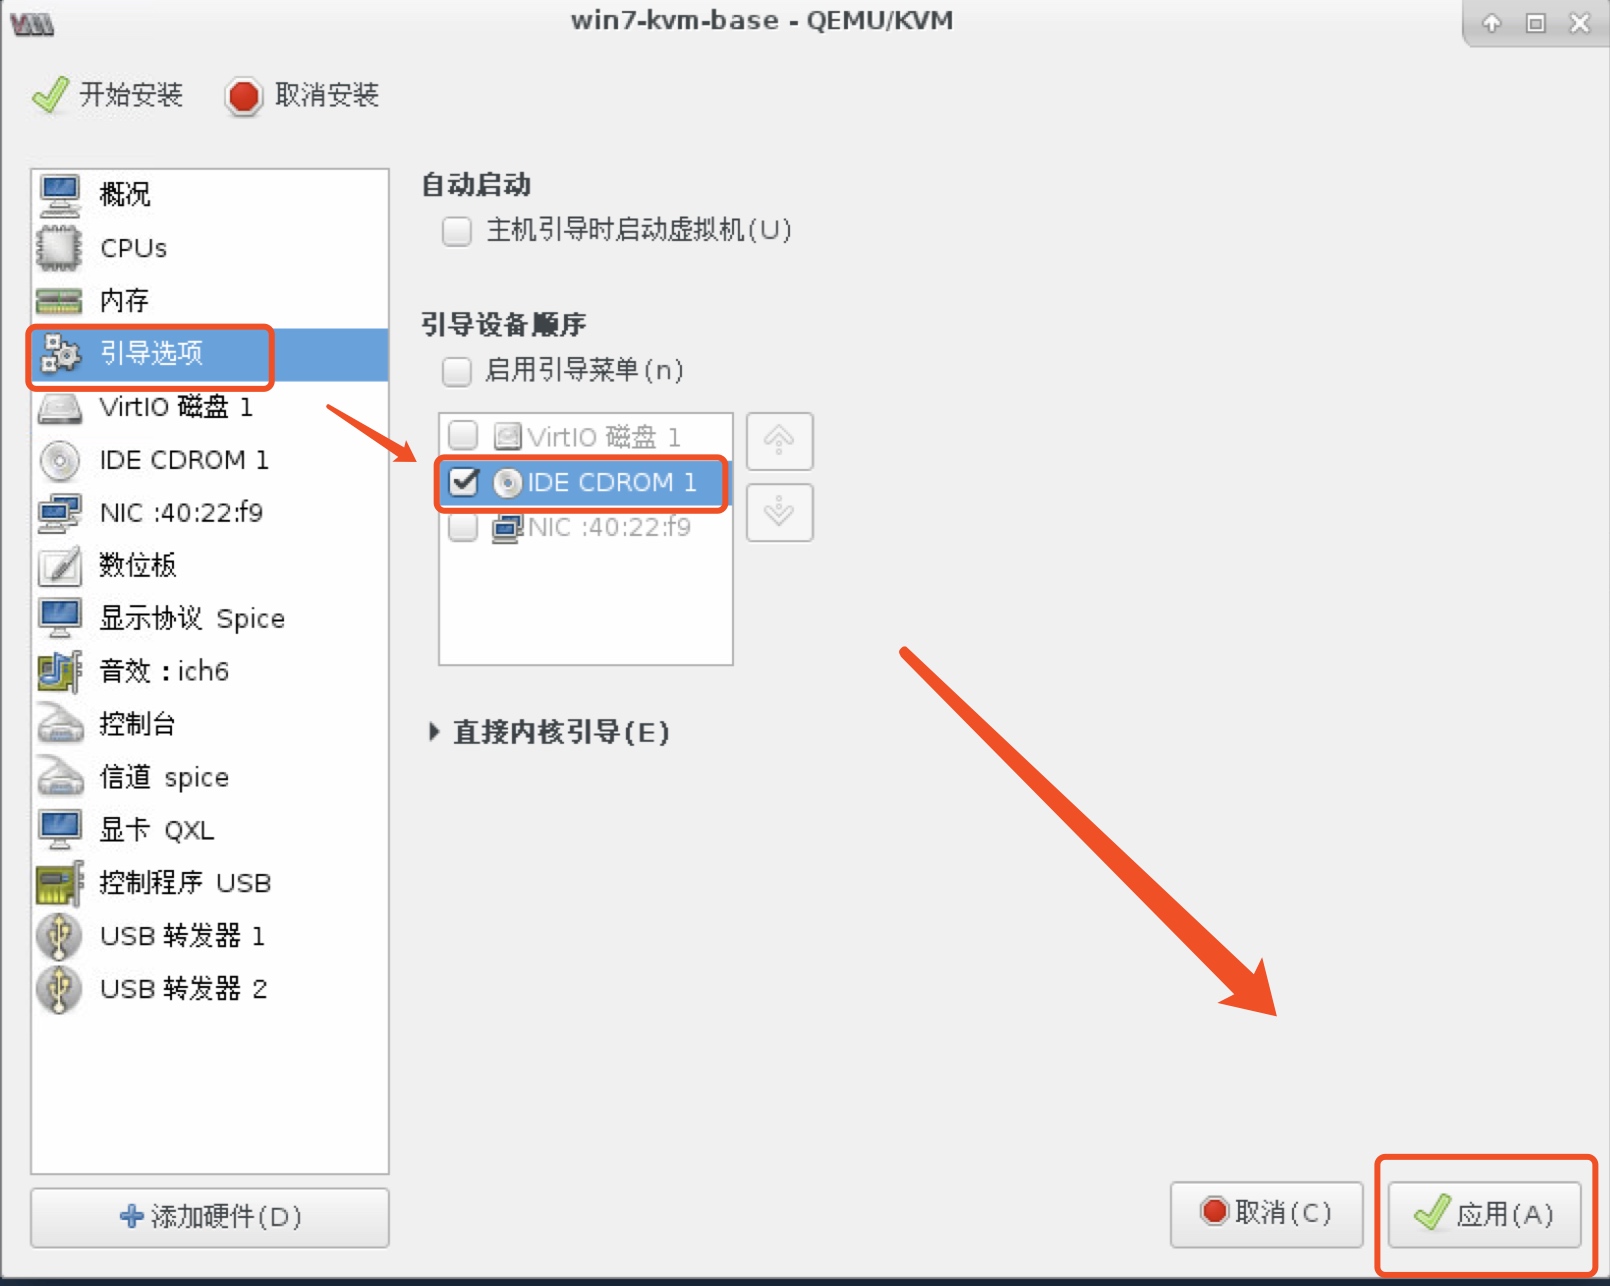 win7-kvm-base - QEMU/KVM
开始安装
取消安装
概况
CPUs
内存
引导选项
VirtIO 磁盘 1
IDE CDROM 1
NIC :40:22:f9
数位板
显示协议 Spice
音效：ich6
控制台
信道 spice
显卡 QXL
控制程序 USB
USB 转发器 1
USB 转发器 2
添加硬件(D)
自动启动
主机引导时启动虚拟机(U)
引导设备顺序
启用引导菜单(n)
VirtIO 磁盘 1
IDE CDROM 1
NIC :40:22:f9
直接内核引导(E)
取消(C)
应用(A)